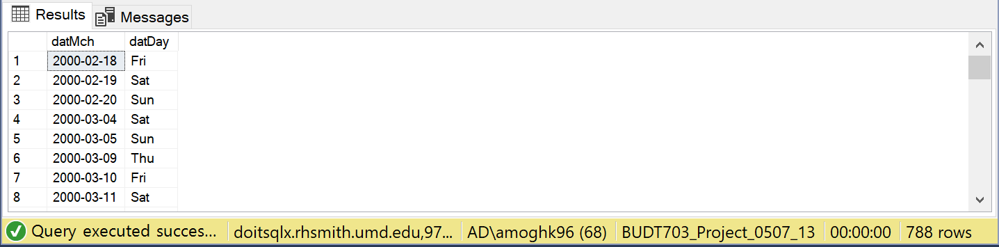 Results Messages
datMch datDay
1 2000-02-18 Fri
2 2000-02-19 Sat
3 2000-02-20 Sun
4 2000-03-04 Sat
5 2000-03-05 Sun
6 2000-03-09 Thu
7 2000-03-10 Fri
8 2000-03-11 Sat
Query executed succes... doitsqlx.rhsmith.umd.edu,97... AD\amoghk96 (68) BUDT703_Project_0507_13 00:00:00 788 rows